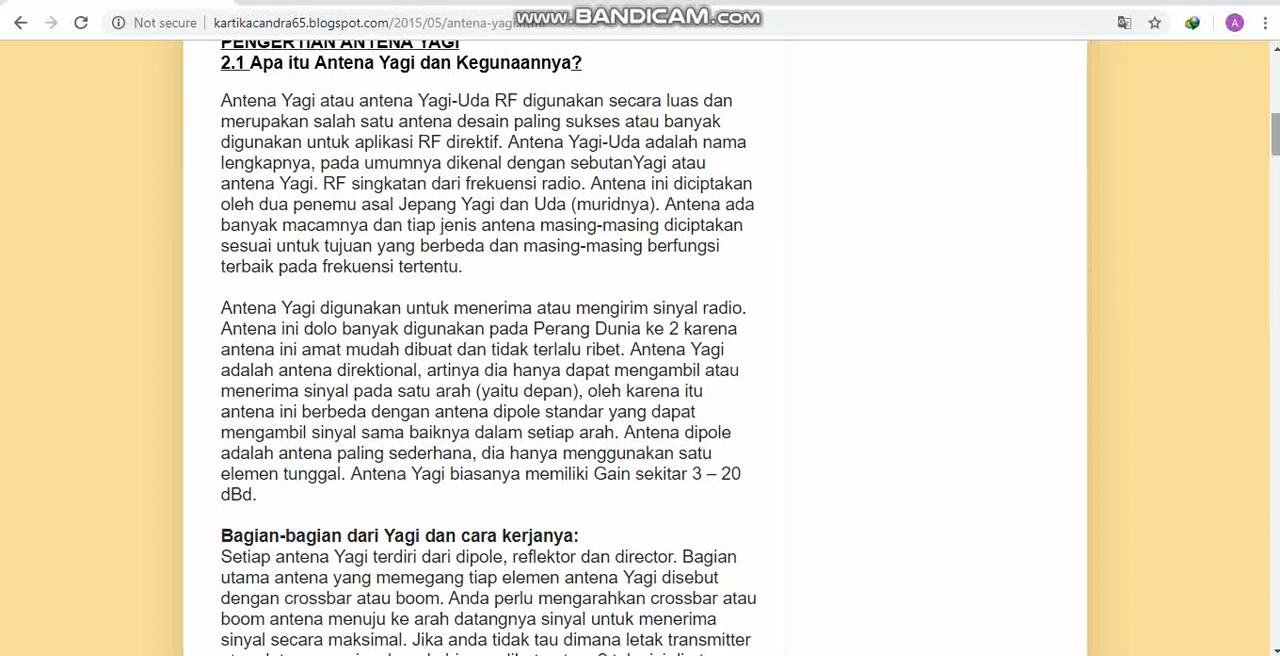 Not secure | kartikacandra65.blogspot.com/2015/05/antena-yagi
www.BANDICAM.com
A
PENGERTIAN ANTENA YAGI
2.1 Apa itu Antena Yagi dan Kegunaannya?
Antena Yagi atau antena Yagi-Uda RF digunakan secara luas dan
merupakan salah satu antena desain paling sukses atau banyak
digunakan untuk aplikasi RF direktif. Antena Yagi-Uda adalah nama
lengkapnya, pada umumnya dikenal dengan sebutanYagi atau
antena Yagi. RF singkatan dari frekuensi radio. Antena ini diciptakan
oleh dua penemu asal Jepang Yagi dan Uda (muridnya). Antena ada
banyak macamnya dan tiap jenis antena masing-masing diciptakan
sesuai untuk tujuan yang berbeda dan masing-masing berfungsi
terbaik pada frekuensi tertentu.
Antena Yagi digunakan untuk menerima atau mengirim sinyal radio.
Antena ini dolo banyak digunakan pada Perang Dunia ke 2 karena
antena ini amat mudah dibuat dan tidak terlalu ribet. Antena Yagi
adalah antena direktional, artinya dia hanya dapat mengambil atau
menerima sinyal pada satu arah (yaitu depan), oleh karena itu
antena ini berbeda dengan antena dipole standar yang dapat
mengambil sinyal sama baiknya dalam setiap arah. Antena dipole
adalah antena paling sederhana, dia hanya menggunakan satu
elemen tunggal. Antena Yagi biasanya memiliki Gain sekitar 3 – 20
dBd.
Bagian-bagian dari Yagi dan cara kerjanya:
Setiap antena Yagi terdiri dari dipole, reflektor dan director. Bagian
utama antena yang memegang tiap elemen antena Yagi disebut
dengan crossbar atau boom. Anda perlu mengarahkan crossbar atau
boom antena menuju ke arah datangnya sinyal untuk menerima
sinyal secara maksimal. Jika anda tidak tau dimana letak transmitter